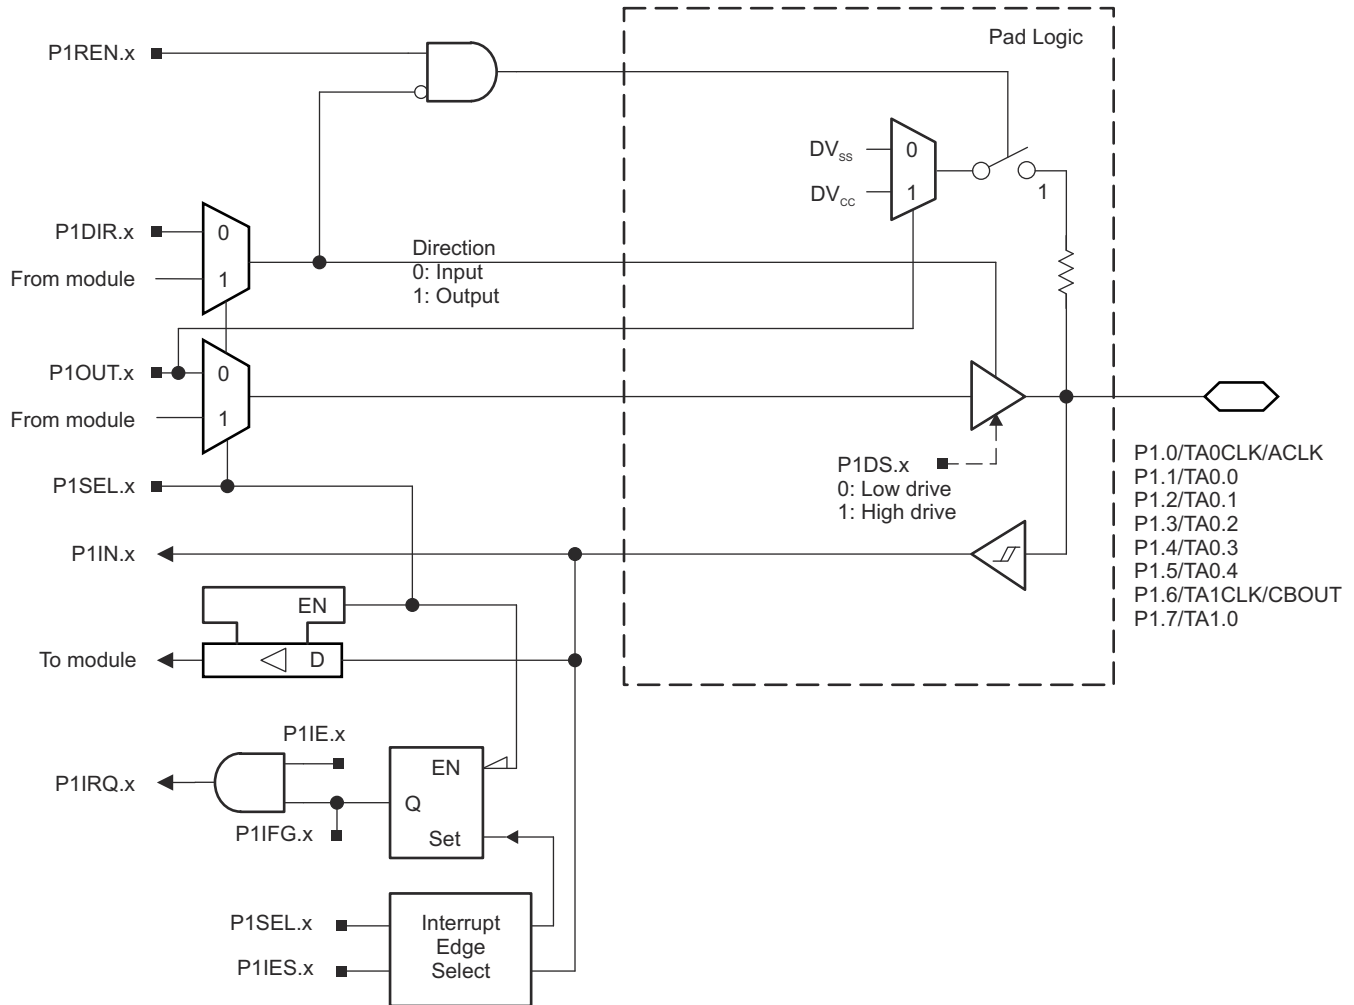 Pad Logic
P1REN.x
DVSS
0
DVCC
1
1
P1DIR.x
0
From module
1
Direction
0: Input
1: Output
P1OUT.x
0
From module
1
P1DS.x
0: Low drive
1: High drive
P1SEL.x
P1IN.x
EN
To module
D
P1.0/TA0CLK/ACLK
P1.1/TA0.0
P1.2/TA0.1
P1.3/TA0.2
P1.4/TA0.3
P1.5/TA0.4
P1.6/TA1CLK/CBOUT
P1.7/TA1.0
P1IE.x
P1IRQ.x
EN
Q
P1IFG.x
Set
P1SEL.x
P1IES.x
Interrupt
Edge
Select